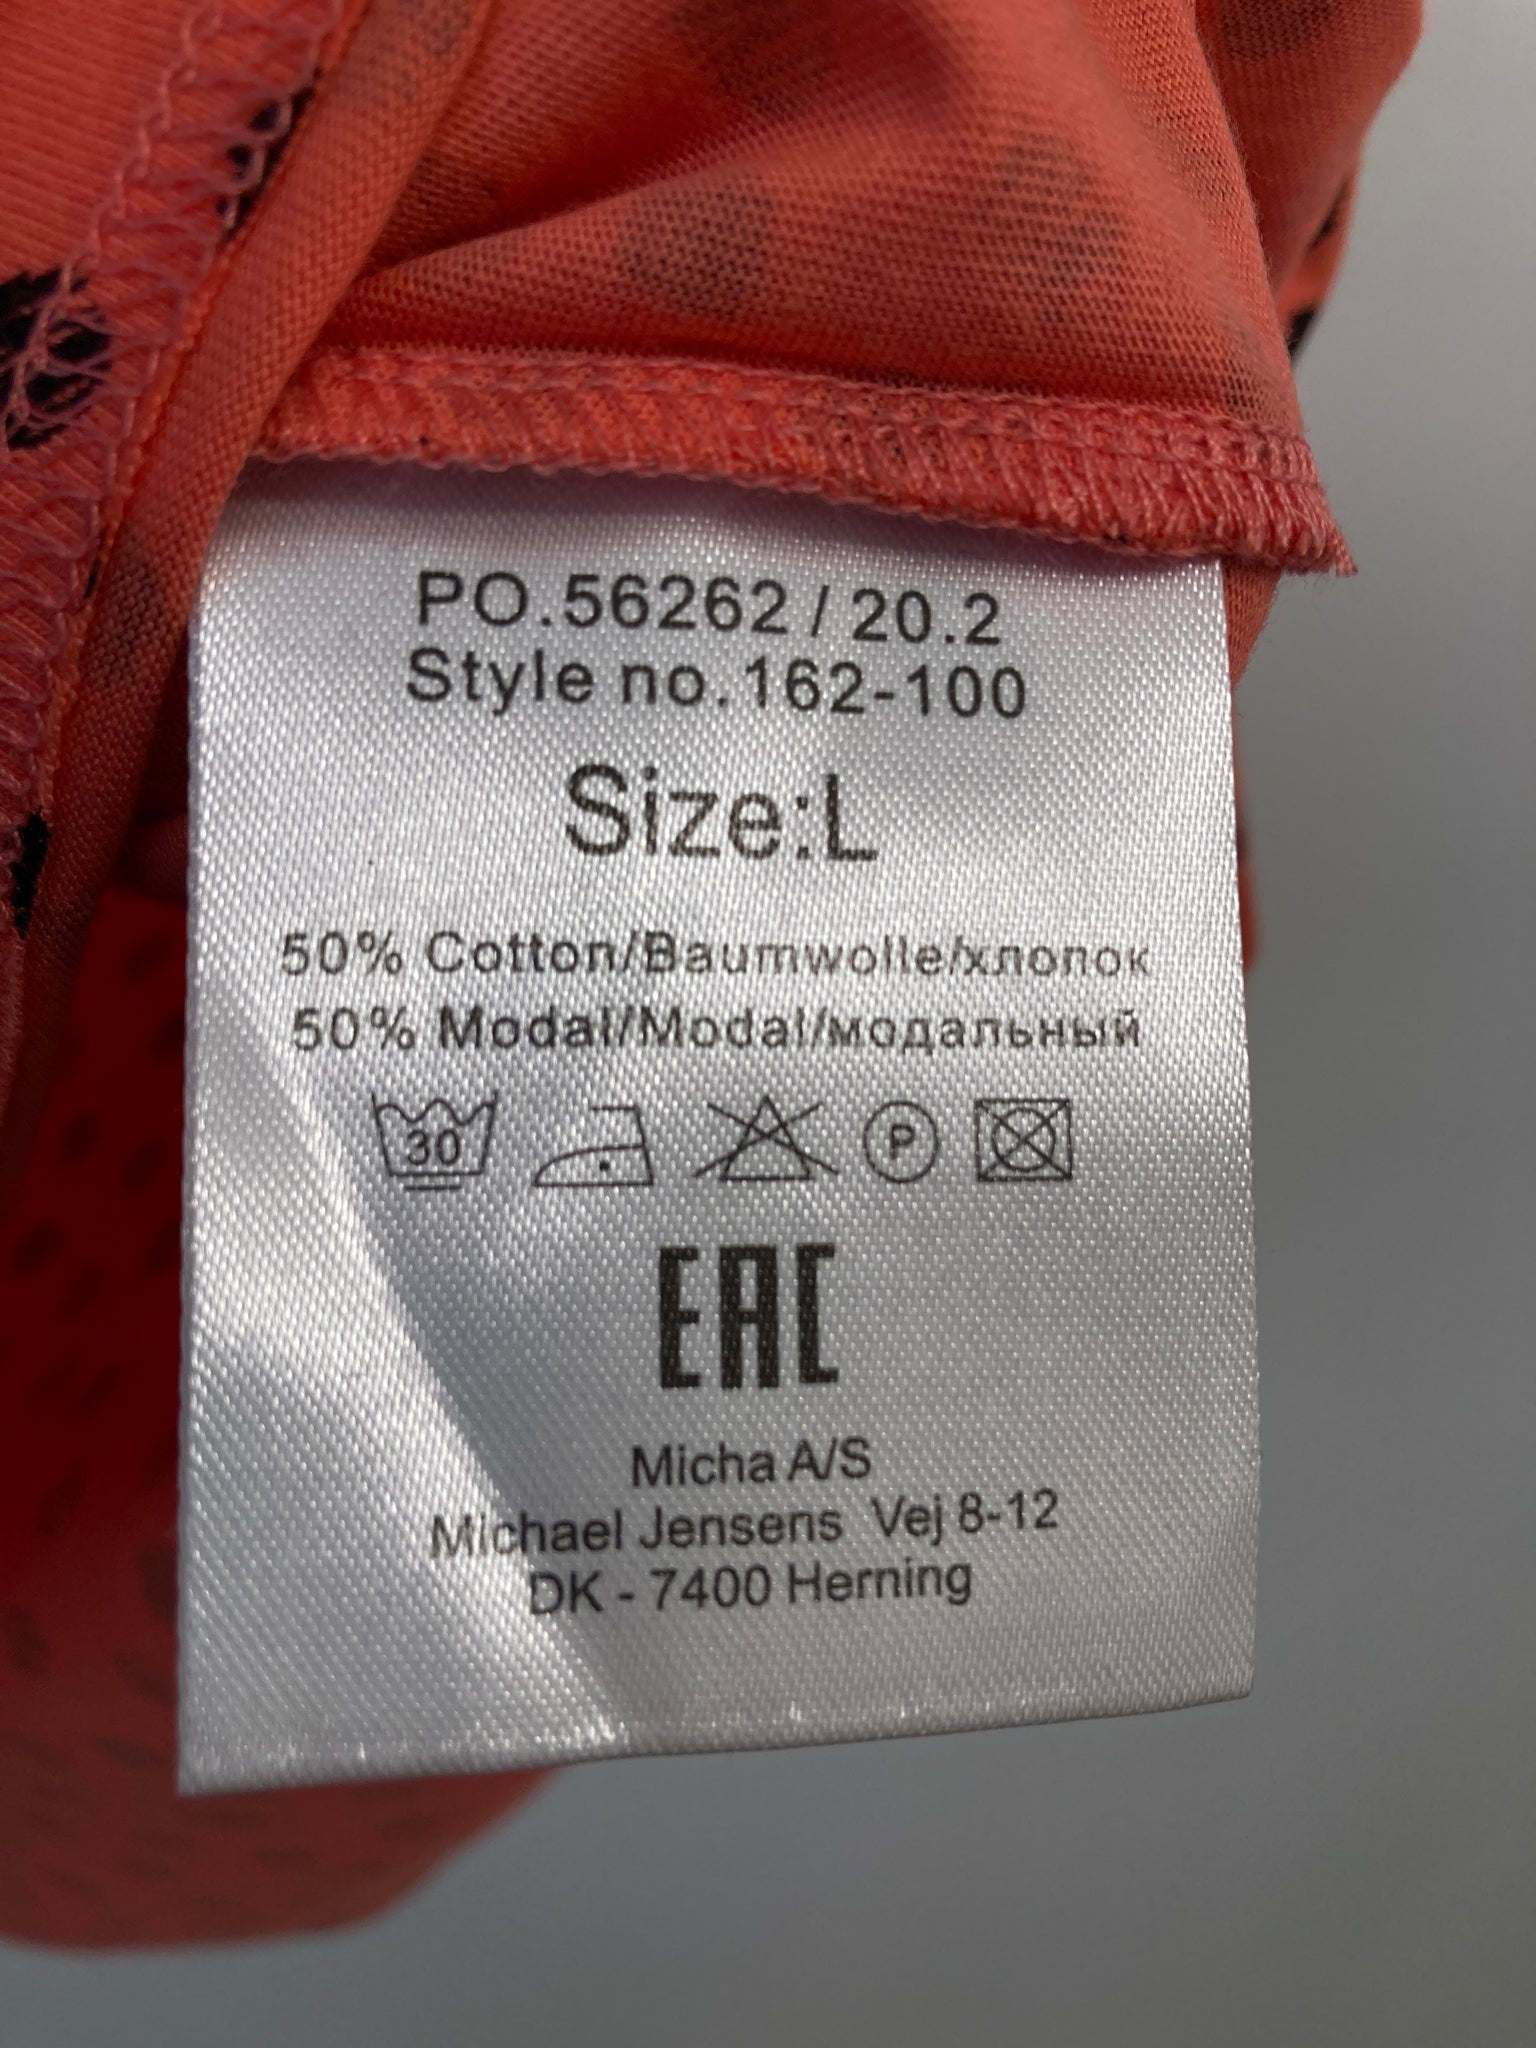 PO.56262 / 20.2
Style no.162-100
Size:L
50% Cotton/Baumwolle/хлопок
50% Modal/Modal/модальный
30 P
EAC
Micha A/S
Michael Jensens Vej 8-12
DK - 7400 Herning